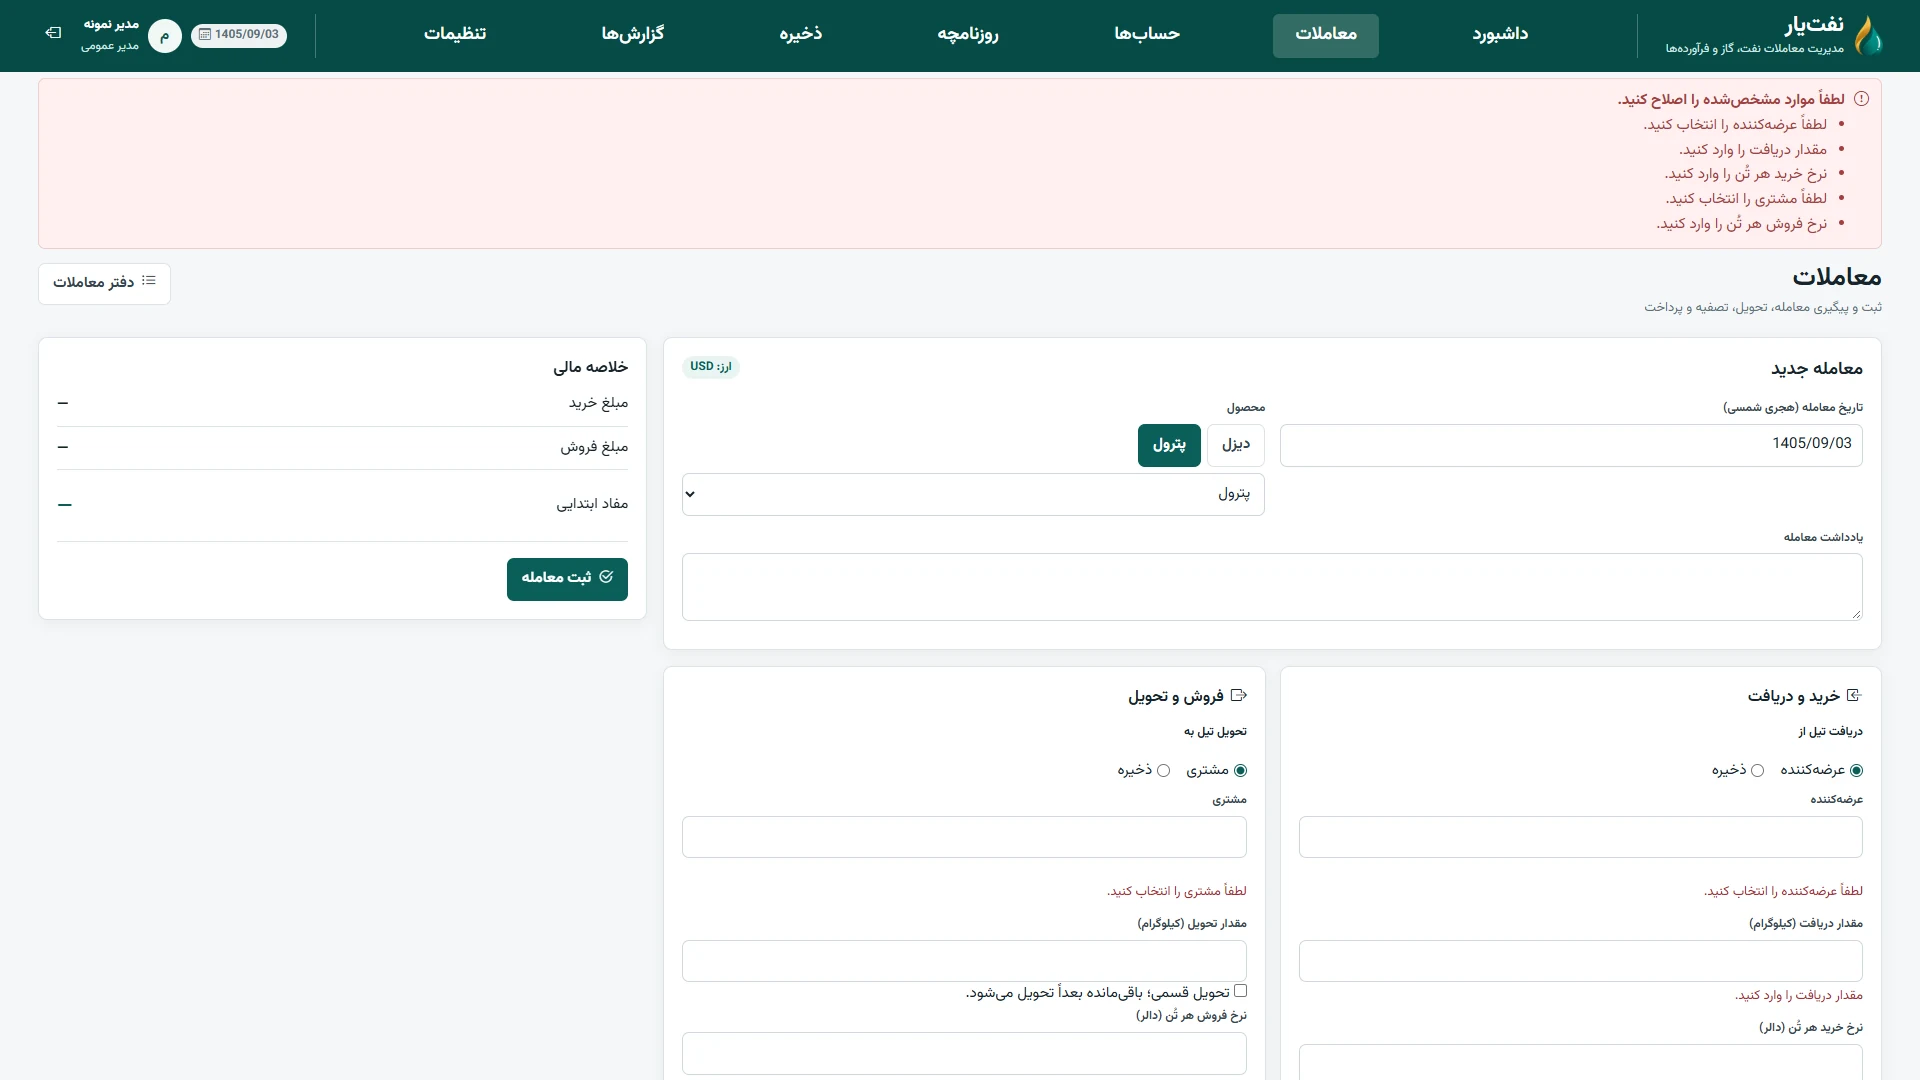 نفت‌یار
مدیریت معاملات نفت، گاز و فرآورده‌ها
داشبورد
معاملات
حساب‌ها
روزنامچه
ذخیره
گزارش‌ها
تنظیمات
1405/09/03
م
مدیر نمونه
مدیر عمومی
لطفاً موارد مشخص‌شده را اصلاح کنید.
لطفاً عرضه‌کننده را انتخاب کنید.
مقدار دریافت را وارد کنید.
نرخ خرید هر تُن را وارد کنید.
لطفاً مشتری را انتخاب کنید.
نرخ فروش هر تُن را وارد کنید.
معاملات
ثبت و پیگیری معامله، تحویل، تصفیه و پرداخت
دفتر معاملات
معامله جدید
ارز: USD
تاریخ معامله (هجری شمسی)
1405/09/03
محصول
دیزل
پترول
پترول
یادداشت معامله
خلاصه مالی
مبلغ خرید
—
مبلغ فروش
—
مفاد ابتدایی
—
ثبت معامله
خرید و دریافت
دریافت تیل از
عرضه‌کننده
ذخیره
عرضه‌کننده
لطفاً عرضه‌کننده را انتخاب کنید.
مقدار دریافت (کیلوگرام)
مقدار دریافت را وارد کنید.
نرخ خرید هر تُن (دالر)
فروش و تحویل
تحویل تیل به
مشتری
ذخیره
مشتری
لطفاً مشتری را انتخاب کنید.
مقدار تحویل (کیلوگرام)
تحویل قسمی؛ باقی‌مانده بعداً تحویل می‌شود.
نرخ فروش هر تُن (دالر)